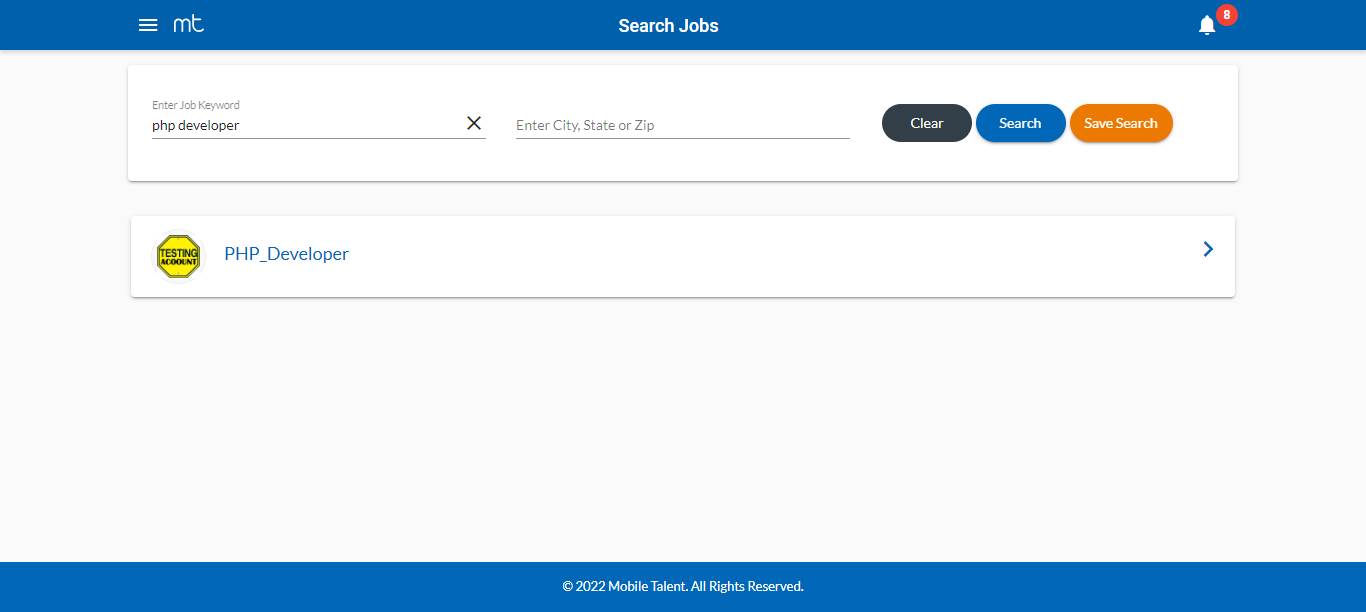 mt
Search Jobs
8
Enter Job Keyword
php developer
Enter City, State or Zip
Clear
Search
Save Search
TESTING
ACOOUNT
PHP_Developer
© 2022 Mobile Talent. All Rights Reserved.